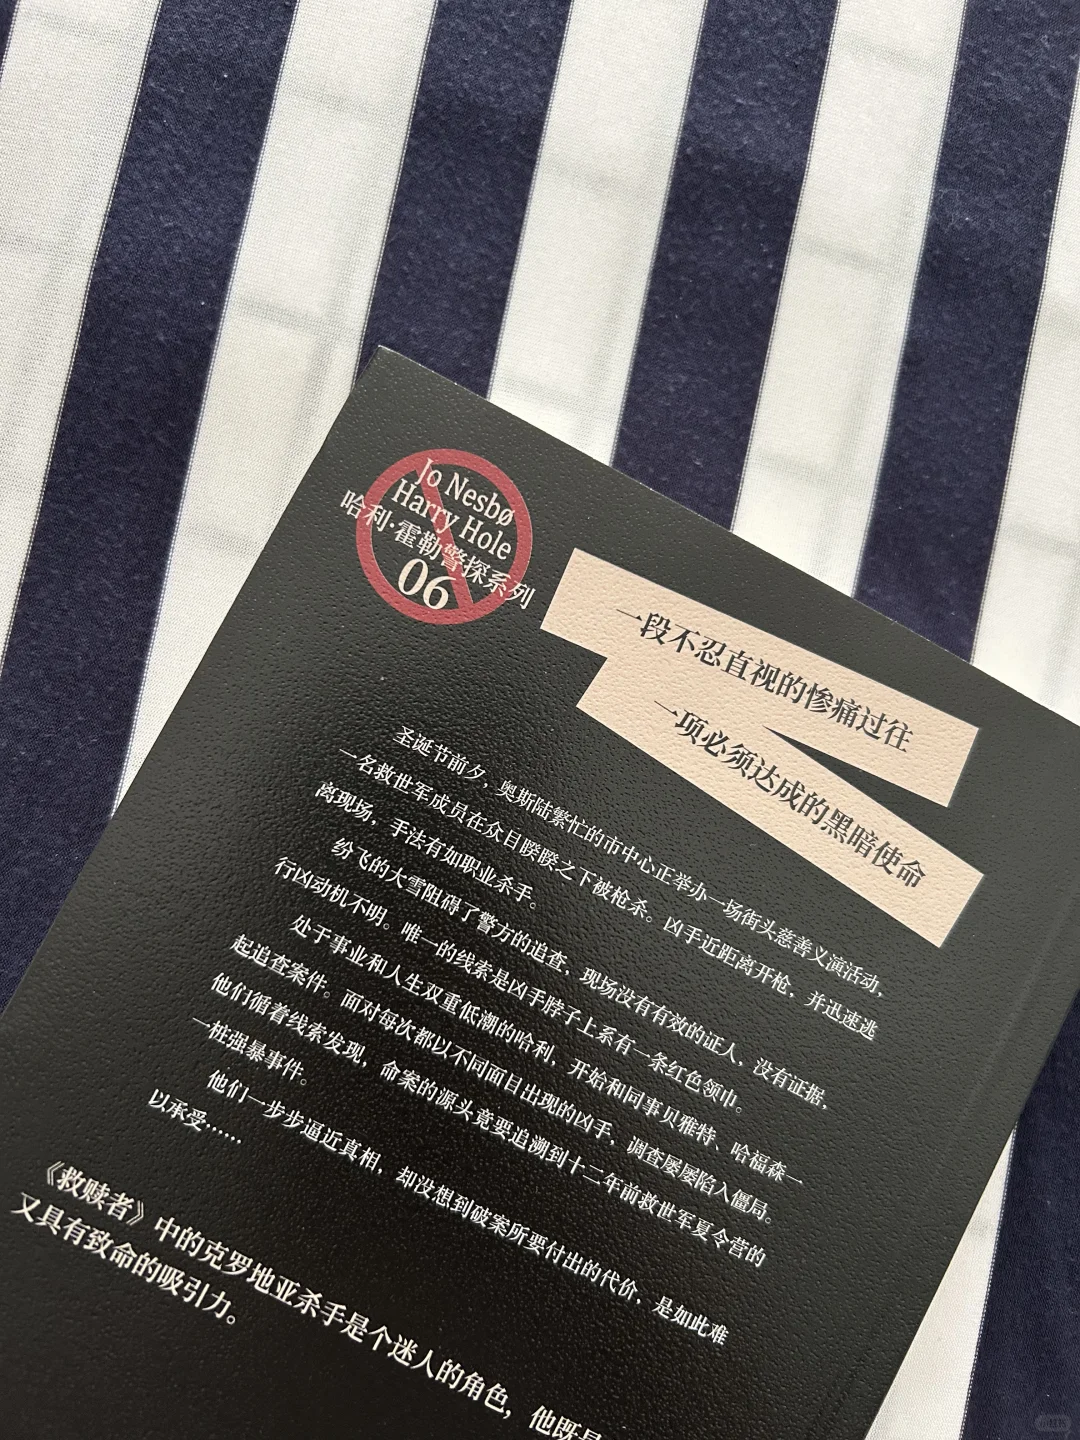 Jo Nesbø
Harry Hole
哈利·霍勒警探系列
06
一段不忍直视的惨痛过往
一项必须达成的黑暗使命
圣诞节前夕，奥斯陆繁忙的市中心正举办一场街头慈善义演活动，
一名救世军成员在众目睽睽之下被枪杀。凶手近距离开枪，并迅速逃
离现场，手法有如职业杀手。
纷飞的大雪阻碍了警方的追查，现场没有有效的证人，没有证据，
行凶动机不明。唯一的线索是凶手脖子上系有一条红色领巾。
处于事业和人生双重低潮的哈利，开始和同事贝雅特、哈福森一
起追查案件。面对每次都以不同面目出现的凶手，调查屡屡陷入僵局。
他们循着线索发现，命案的源头竟要追溯到十二年前救世军夏令营的
一桩强暴事件。
他们一步步逼近真相，却没想到破案所要付出的代价，是如此难
以承受……
《救赎者》中的克罗地亚杀手是个迷人的角色，他既是
又具有致命的吸引力。